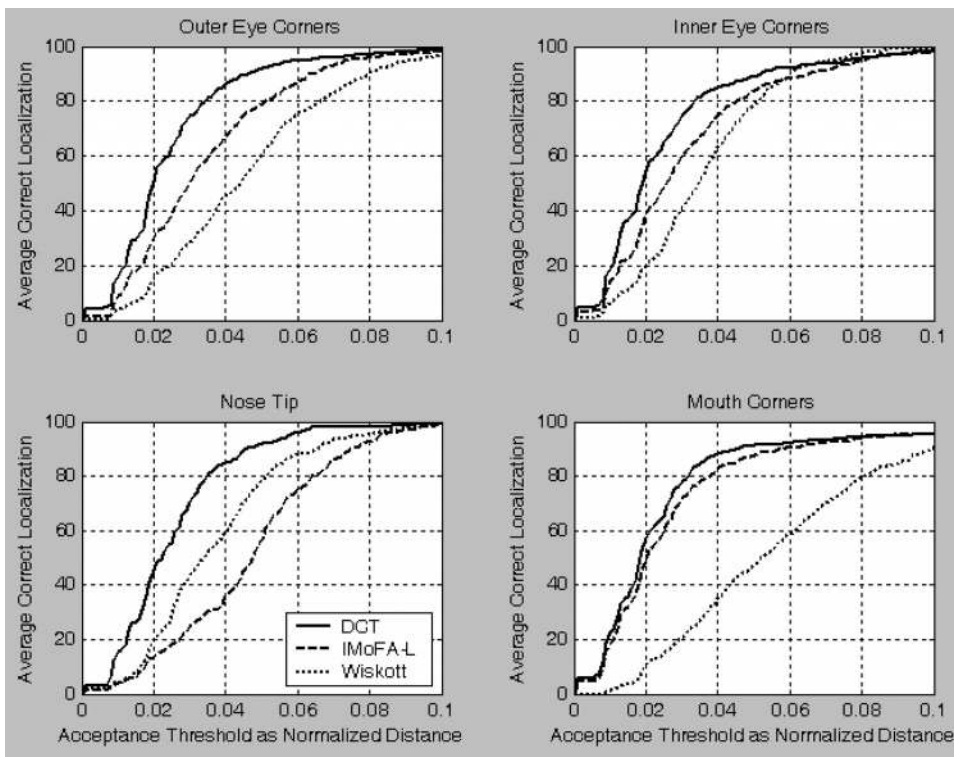 Outer Eye Corners
Average Correct Localization
100
80
60
40
20
0
0 0.02 0.04 0.06 0.08 0.1
Inner Eye Corners
Average Correct Localization
100
80
60
40
20
0
0 0.02 0.04 0.06 0.08 0.1
Nose Tip
Average Correct Localization
100
80
60
40
20
0
DCT
IMoFA-L
Wiskott
0 0.02 0.04 0.06 0.08 0.1
Acceptance Threshold as Normalized Distance
Mouth Corners
Average Correct Localization
100
80
60
40
20
0
0 0.02 0.04 0.06 0.08 0.1
Acceptance Threshold as Normalized Distance